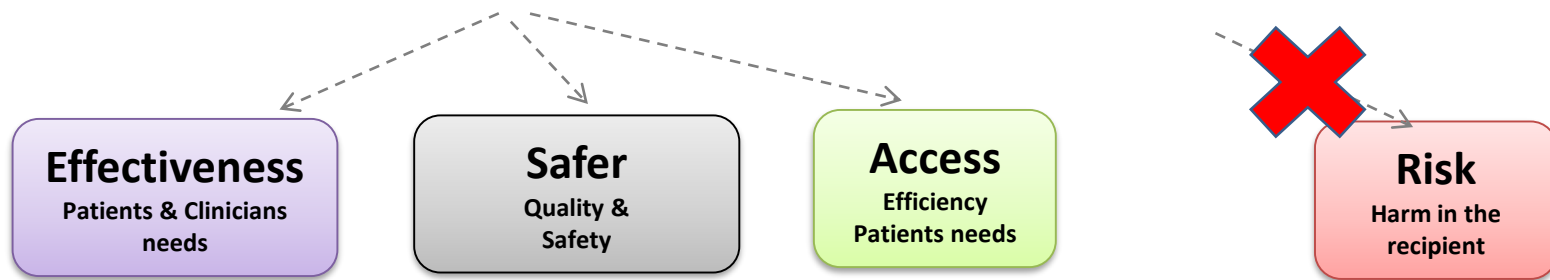 Effectiveness
Patients & Clinicians
needs
Safer
Quality &
Safety
Access
Efficiency
Patients needs
Risk
Harm in the
recipient